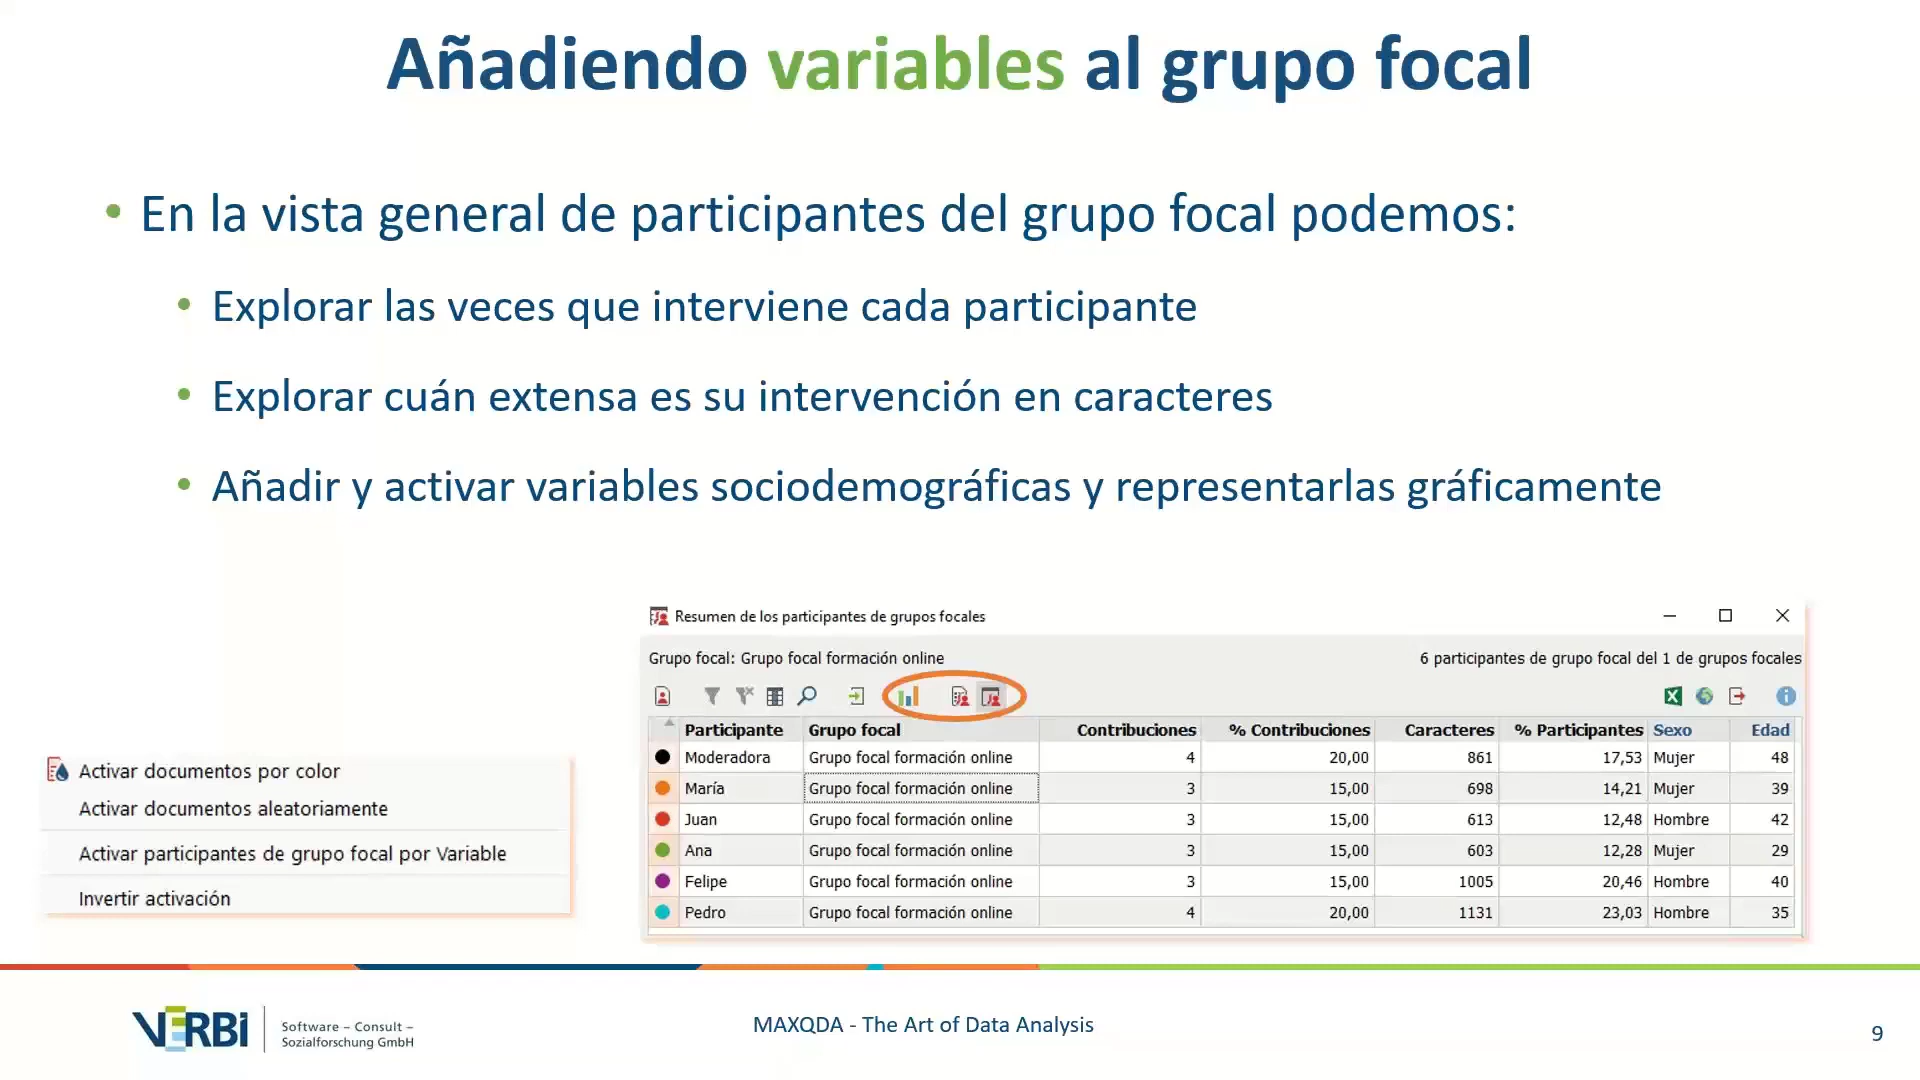 Añadiendo variables al grupo focal
• En la vista general de participantes del grupo focal podemos:
• Explorar las veces que interviene cada participante
• Explorar cuán extensa es su intervención en caracteres
• Añadir y activar variables sociodemográficas y representarlas gráficamente
Activar documentos por color
Activar documentos aleatoriamente
Activar participantes de grupo focal por Variable
Invertir activación
Resumen de los participantes de grupos focales
Grupo focal: Grupo focal formación online 6 participantes de grupo focal del 1 de grupos focales
Participante Grupo focal Contribuciones % Contribuciones Caracteres % Participantes Sexo Edad
Moderadora Grupo focal formación online 4 20,00 861 17,53 Mujer 48
María Grupo focal formación online 3 15,00 698 14,21 Mujer 39
Juan Grupo focal formación online 3 15,00 613 12,48 Hombre 42
Ana Grupo focal formación online 3 15,00 603 12,28 Mujer 29
Felipe Grupo focal formación online 3 15,00 1005 20,46 Hombre 40
Pedro Grupo focal formación online 4 20,00 1131 23,03 Hombre 35
VERBI
Software – Consult –
Sozialforschung GmbH
MAXQDA - The Art of Data Analysis
9